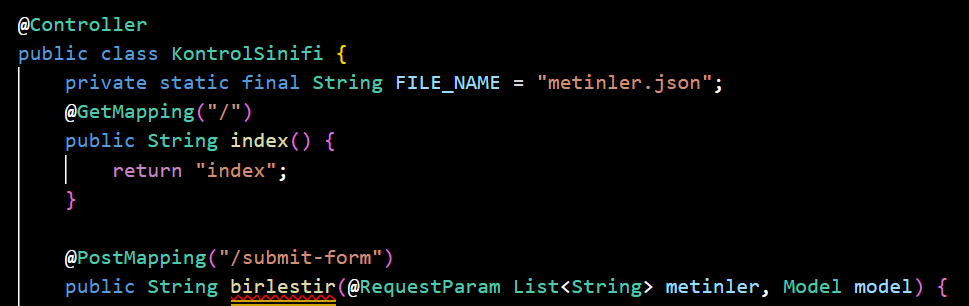 @Controller
public class KontrolSinifi {
    private static final String FILE_NAME = "metinler.json";
    @GetMapping("/")
    public String index() {
        return "index";
    }

    @PostMapping("/submit-form")
    public String birlestir(@RequestParam List<String> metinler, Model model) {